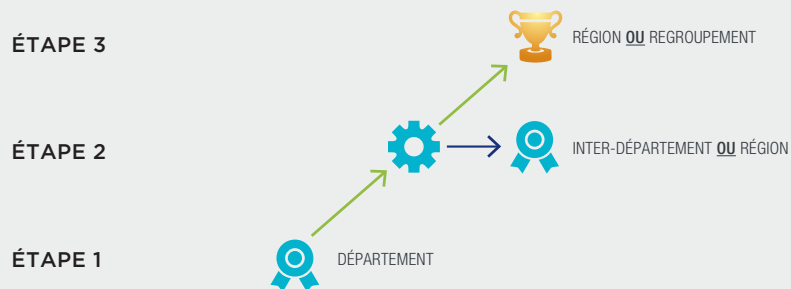 ÉTAPE 3
RÉGION OU REGROUPEMENT
ÉTAPE 2
INTER-DÉPARTEMENT OU RÉGION
ÉTAPE 1
DÉPARTEMENT